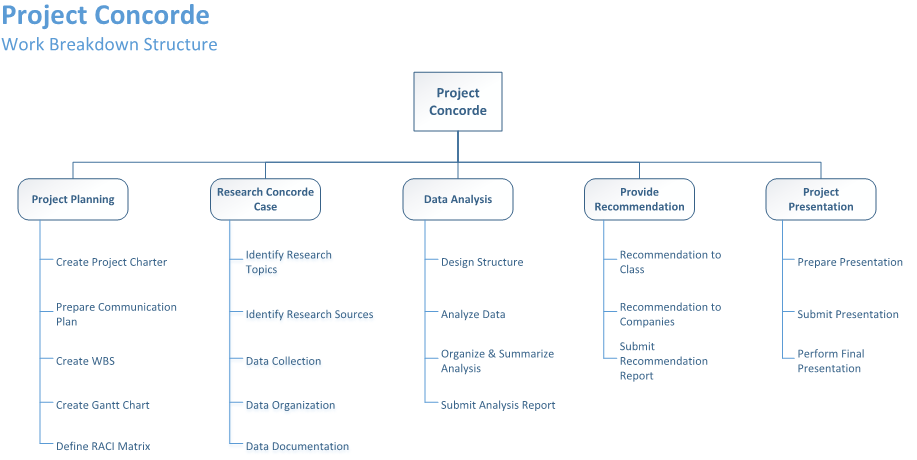 Project Concorde
Work Breakdown Structure
Project
Concorde
Project Planning
Research Concorde
Case
Data Analysis
Provide
Recommendation
Project
Presentation
Create Project Charter
Prepare Communication
Plan
Create WBS
Create Gantt Chart
Define RACI Matrix
Identify Research
Topics
Identify Research Sources
Data Collection
Data Organization
Data Documentation
Design Structure
Analyze Data
Organize & Summarize
Analysis
Submit Analysis Report
Recommendation to
Class
Recommendation to
Companies
Submit
Recommendation
Report
Prepare Presentation
Submit Presentation
Perform Final
Presentation